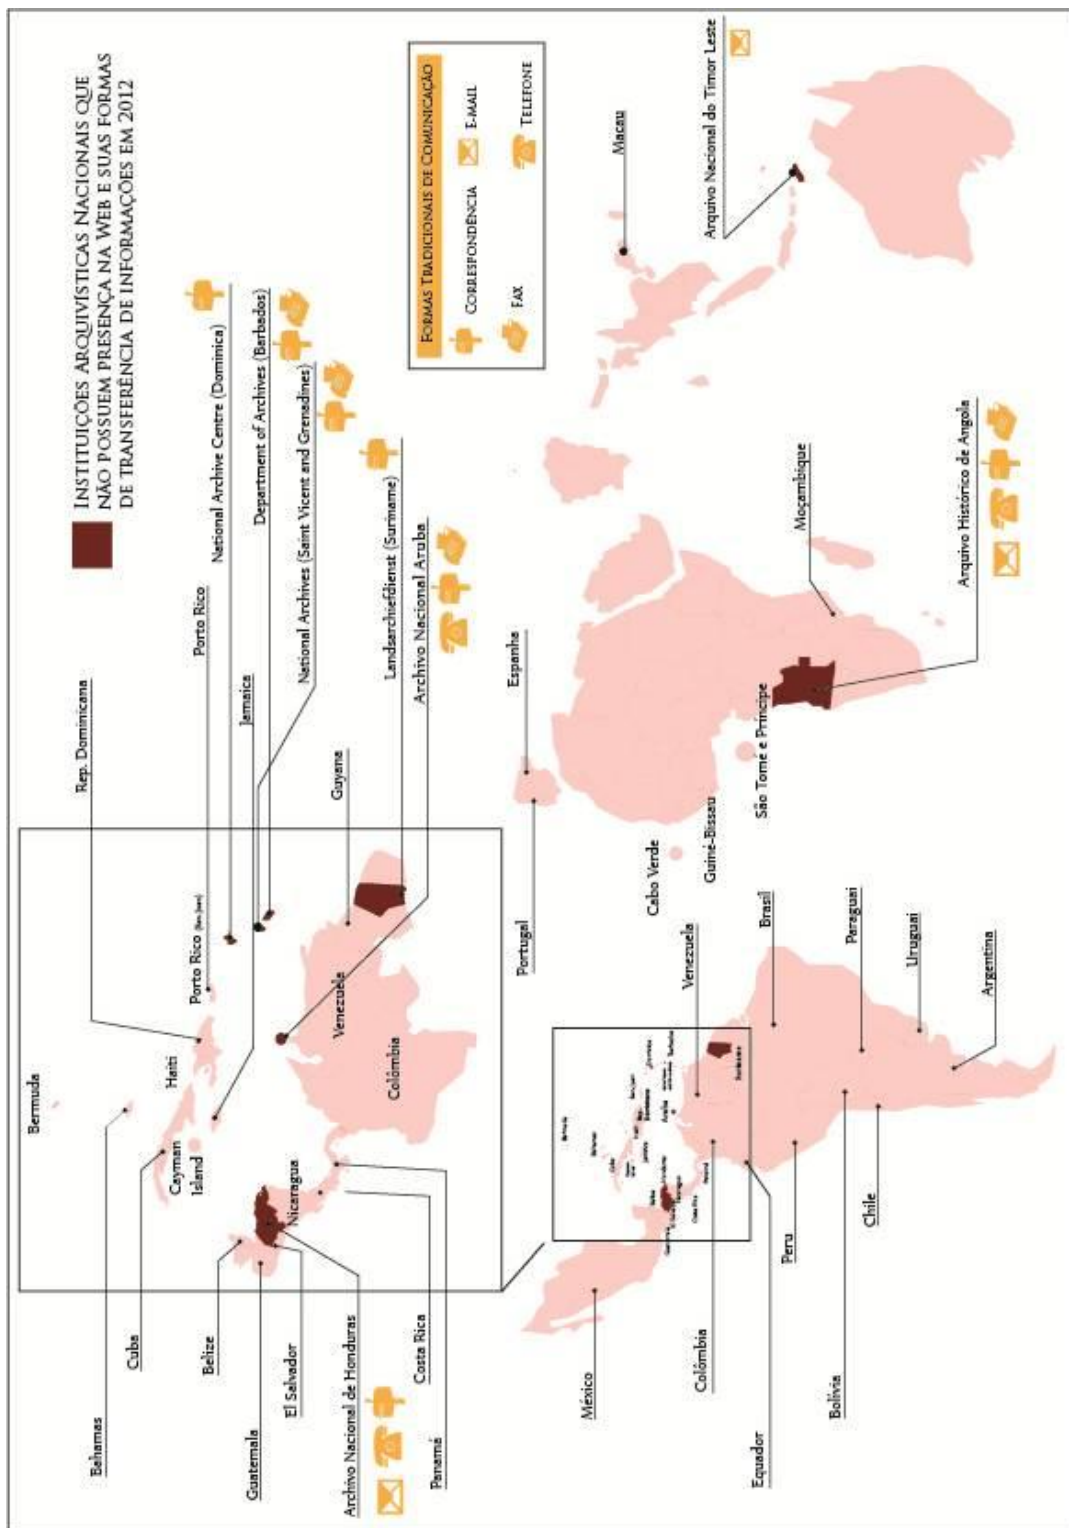 INSTITUIÇÕES ARQUIVÍSTICAS NACIONAIS QUE
NÃO POSSUEM PRESENÇA NA WEB E SUAS FORMAS
DE TRANSFERÊNCIA DE INFORMAÇÕES EM 2012
FORMAS TRADICIONAIS DE COMUNICAÇÃO
CORRESPONDÊNCIA
E-MAIL
FAX
TELEFONE
Bermuda
Bahamas
Cuba
Cayman
Island
Haiti
Rep. Dominicana
Porto Rico
Porto Rico
Jamaica
National Archive Centre (Dominica)
Department of Archives (Barbados)
National Archives (Saint Vicent and Grenadines)
Guyana
Landsarchiefdienst (Suriname)
Archivo Nacional Aruba
Venezuela
Colômbia
Nicaragua
Belize
Guatemala
El Salvador
Archivo Nacional de Honduras
Costa Rica
Panamá
México
Colômbia
Equador
Peru
Bolívia
Chile
Venezuela
Brasil
Paraguai
Uruguai
Argentina
Portugal
Espanha
Cabo Verde
Guiné-Bissau
São Tomé e Príncipe
Moçambique
Arquivo Histórico de Angola
Macau
Arquivo Nacional do Timor Leste